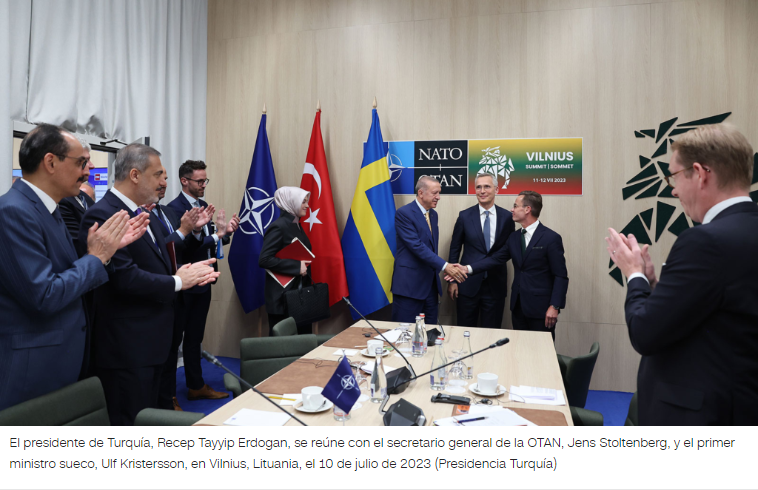 NATO
OTAN
VILNIUS
SUMMIT | SOMMET
11-12 VII 2023
El presidente de Turquía, Recep Tayyip Erdogan, se reúne con el secretario general de la OTAN, Jens Stoltenberg, y el primer
ministro sueco, Ulf Kristersson, en Vilnius, Lituania, el 10 de julio de 2023 (Presidencia Turquía)